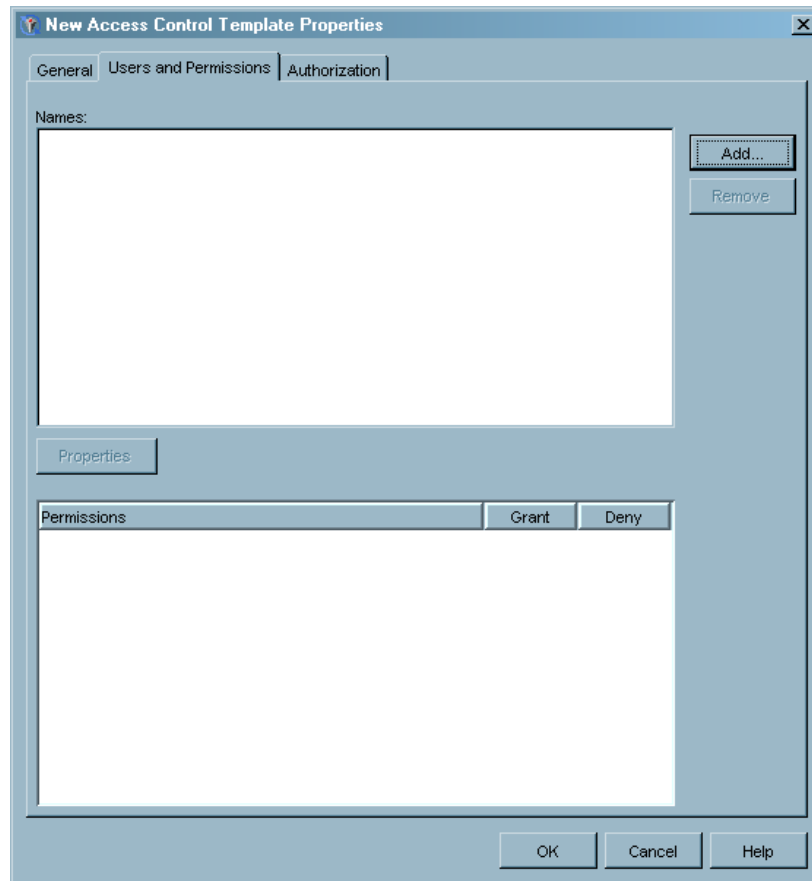 New Access Control Template Properties
General Users and Permissions Authorization
Names:
Add...
Remove
Properties
Permissions Grant Deny
OK Cancel Help